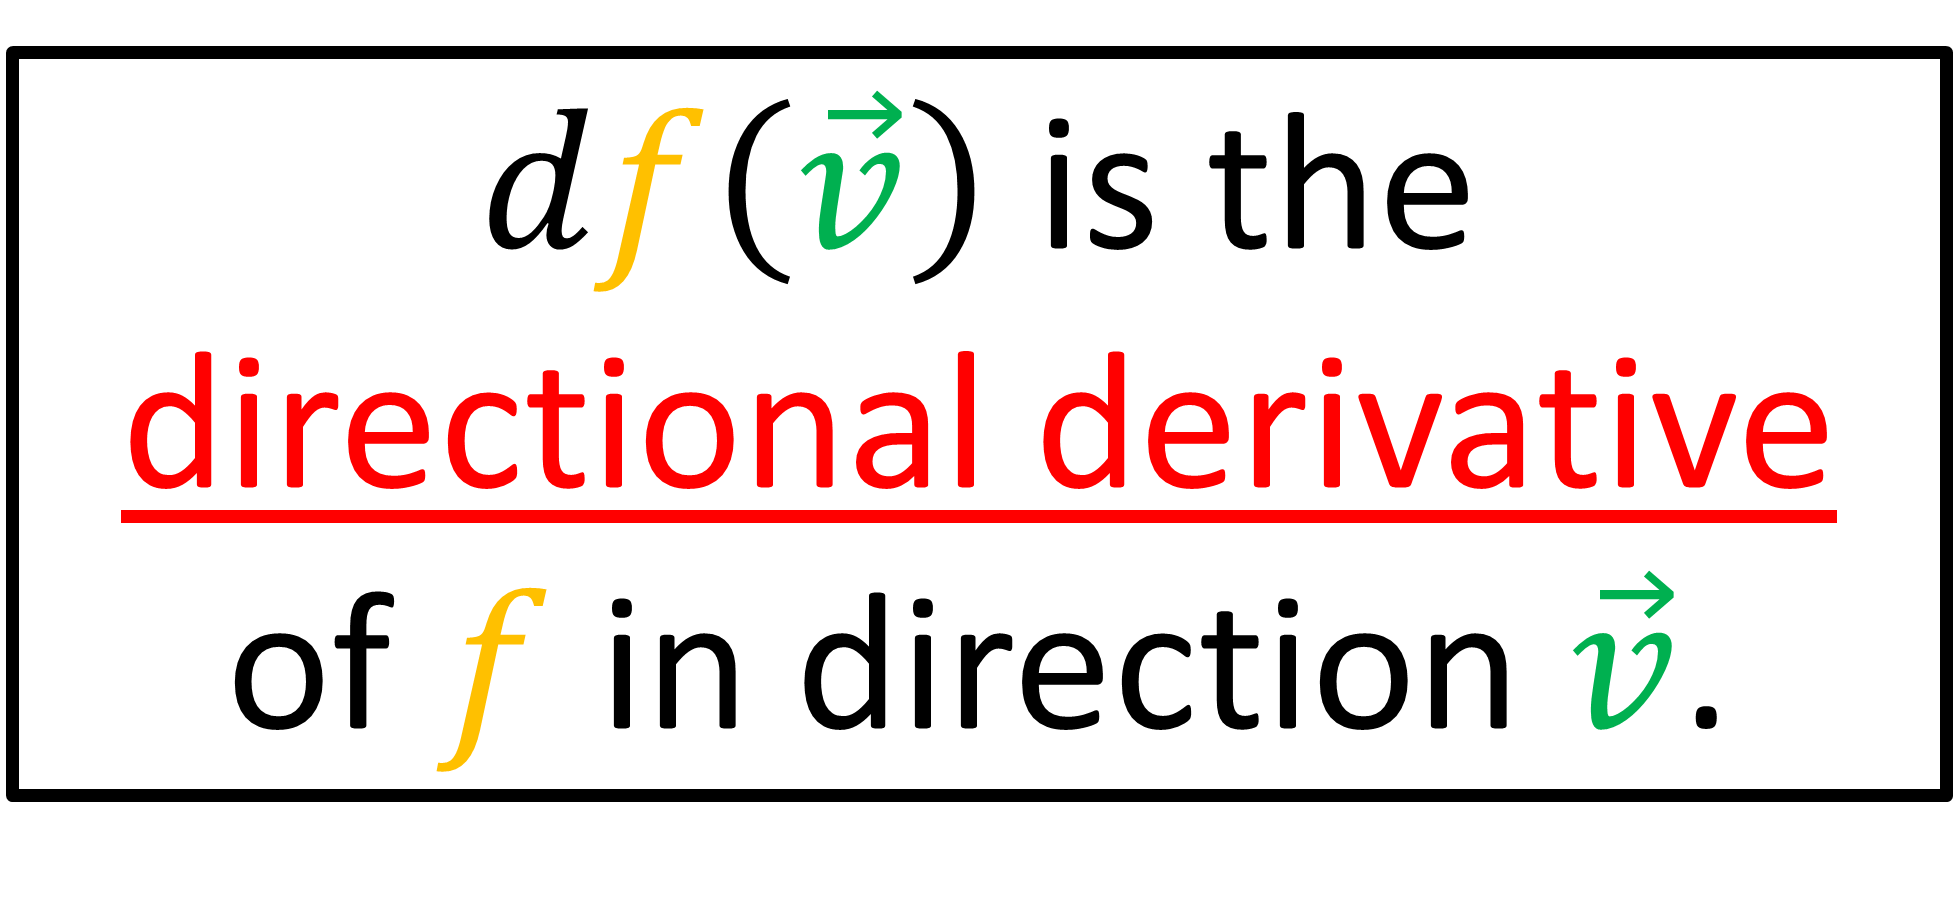 d𝑓(v⃗) is the
directional derivative
of 𝑓 in direction v⃗.